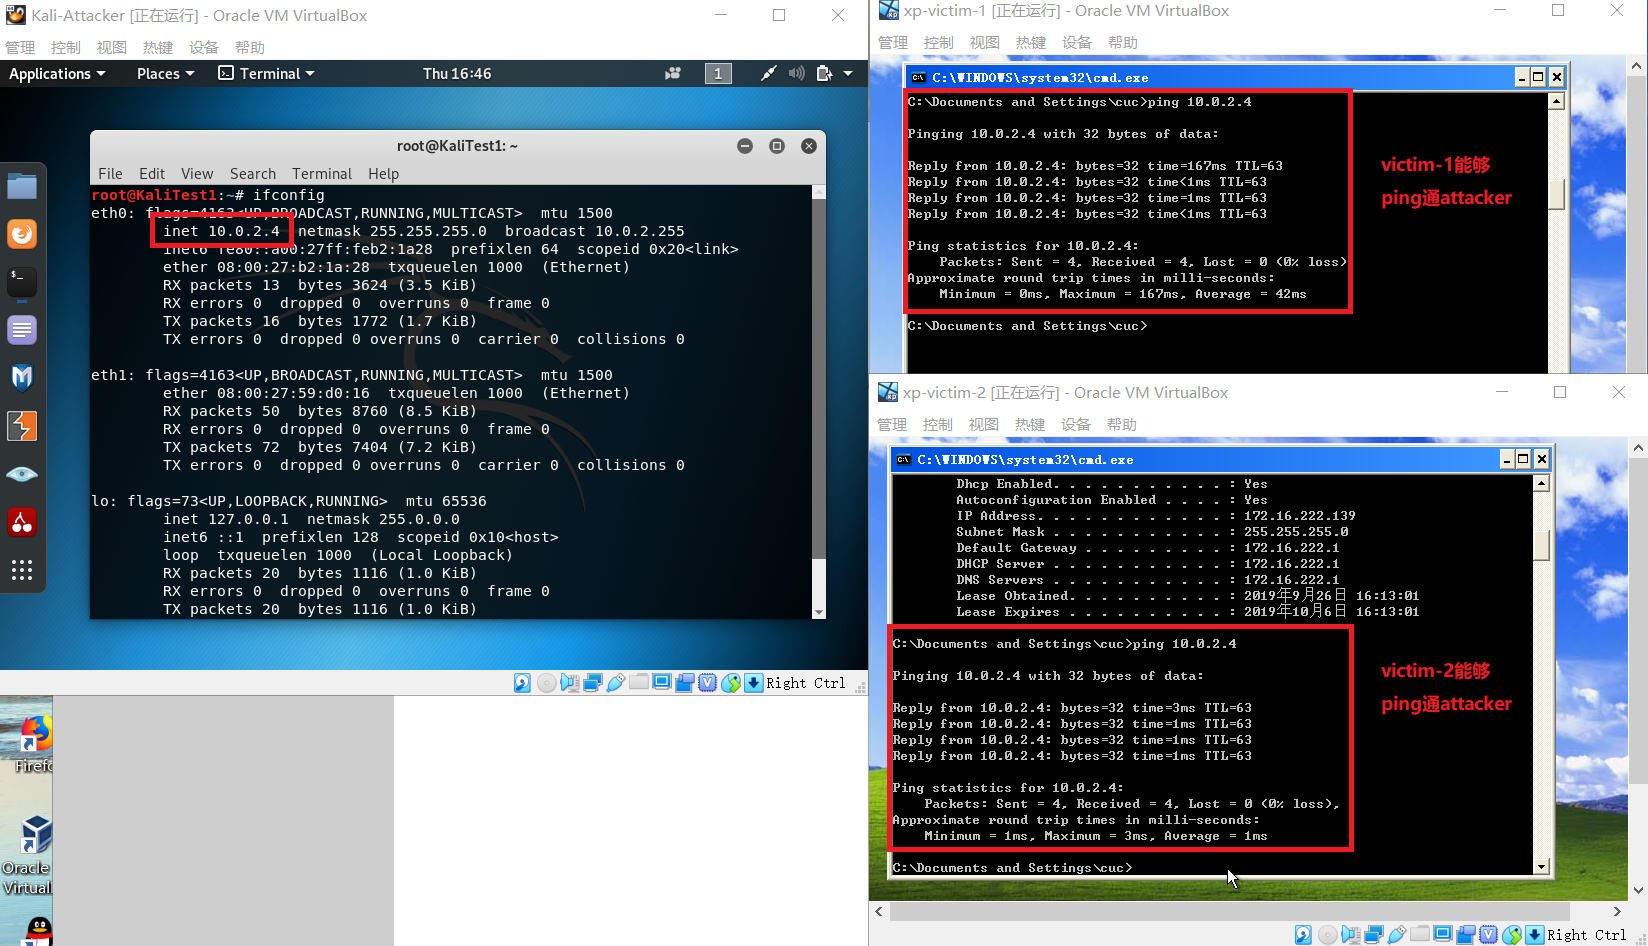 Kali-Attacker [正在运行] - Oracle VM VirtualBox
管理 控制 视图 热键 设备 帮助
Applications Places Terminal Thu 16:46 1
root@KaliTest1: ~
File Edit View Search Terminal Help
root@KaliTest1:~# ifconfig
eth0: flags=4163<UP,BROADCAST,RUNNING,MULTICAST>  mtu 1500
inet 10.0.2.4  netmask 255.255.255.0  broadcast 10.0.2.255
inet6 fe80::a00:27ff:feb2:1a28  prefixlen 64  scopeid 0x20<link>
ether 08:00:27:b2:1a:28  txqueuelen 1000  (Ethernet)
RX packets 13  bytes 3624 (3.5 KiB)
RX errors 0  dropped 0  overruns 0  frame 0
TX packets 16  bytes 1772 (1.7 KiB)
TX errors 0  dropped 0 overruns 0  carrier 0  collisions 0
eth1: flags=4163<UP,BROADCAST,RUNNING,MULTICAST>  mtu 1500
ether 08:00:27:59:d0:16  txqueuelen 1000  (Ethernet)
RX packets 50  bytes 8760 (8.5 KiB)
RX errors 0  dropped 0  overruns 0  frame 0
TX packets 72  bytes 7404 (7.2 KiB)
TX errors 0  dropped 0 overruns 0  carrier 0  collisions 0
lo: flags=73<UP,LOOPBACK,RUNNING>  mtu 65536
inet 127.0.0.1  netmask 255.0.0.0
inet6 ::1  prefixlen 128  scopeid 0x10<host>
loop  txqueuelen 1000  (Local Loopback)
RX packets 20  bytes 1116 (1.0 KiB)
RX errors 0  dropped 0  overruns 0  frame 0
TX packets 20  bytes 1116 (1.0 KiB)
Right Ctrl
Firefo
Oracle
Virtual
xp-victim-1 [正在运行] - Oracle VM VirtualBox
管理 控制 视图 热键 设备 帮助
C:\WINDOWS\system32\cmd.exe
C:\Documents and Settings\cuc>ping 10.0.2.4
Pinging 10.0.2.4 with 32 bytes of data:
Reply from 10.0.2.4: bytes=32 time=167ms TTL=63
Reply from 10.0.2.4: bytes=32 time<1ms TTL=63
Reply from 10.0.2.4: bytes=32 time=1ms TTL=63
Reply from 10.0.2.4: bytes=32 time<1ms TTL=63
Ping statistics for 10.0.2.4:
Packets: Sent = 4, Received = 4, Lost = 0 (0% loss)
Approximate round trip times in milli-seconds:
Minimum = 0ms, Maximum = 167ms, Average = 42ms
C:\Documents and Settings\cuc>
victim-1能够
ping通attacker
xp-victim-2 [正在运行] - Oracle VM VirtualBox
管理 控制 视图 热键 设备 帮助
C:\WINDOWS\system32\cmd.exe
Dhcp Enabled. . . . . . . . . . . : Yes
Autoconfiguration Enabled . . . . : Yes
IP Address. . . . . . . . . . . . : 172.16.222.139
Subnet Mask . . . . . . . . . . . : 255.255.255.0
Default Gateway . . . . . . . . . : 172.16.222.1
DHCP Server . . . . . . . . . . . : 172.16.222.1
DNS Servers . . . . . . . . . . . : 172.16.222.1
Lease Obtained. . . . . . . . . . : 2019年9月26日 16:13:01
Lease Expires . . . . . . . . . . : 2019年10月6日 16:13:01
C:\Documents and Settings\cuc>ping 10.0.2.4
Pinging 10.0.2.4 with 32 bytes of data:
Reply from 10.0.2.4: bytes=32 time=3ms TTL=63
Reply from 10.0.2.4: bytes=32 time=1ms TTL=63
Reply from 10.0.2.4: bytes=32 time=1ms TTL=63
Reply from 10.0.2.4: bytes=32 time=1ms TTL=63
Ping statistics for 10.0.2.4:
Packets: Sent = 4, Received = 4, Lost = 0 (0% loss),
Approximate round trip times in milli-seconds:
Minimum = 1ms, Maximum = 3ms, Average = 1ms
C:\Documents and Settings\cuc>
victim-2能够
ping通attacker
Right Ctrl